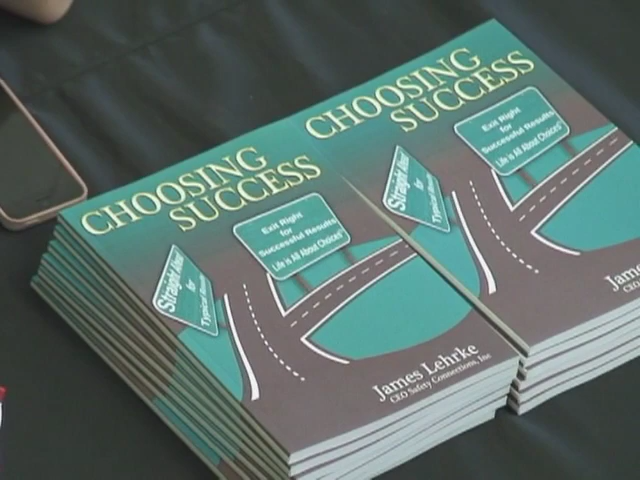 CHOOSING
SUCCESS
Exit Right
for
Successful Results
Life is All About Choices
Straight Ahead
for
Typical
James Lehrke
CEO Safety Connections, Inc
CHOOSING
SUCCESS
Exit Right
for
Successful Results
Life is All About Choices
Straight Ahead
for
Typical
James
CEO